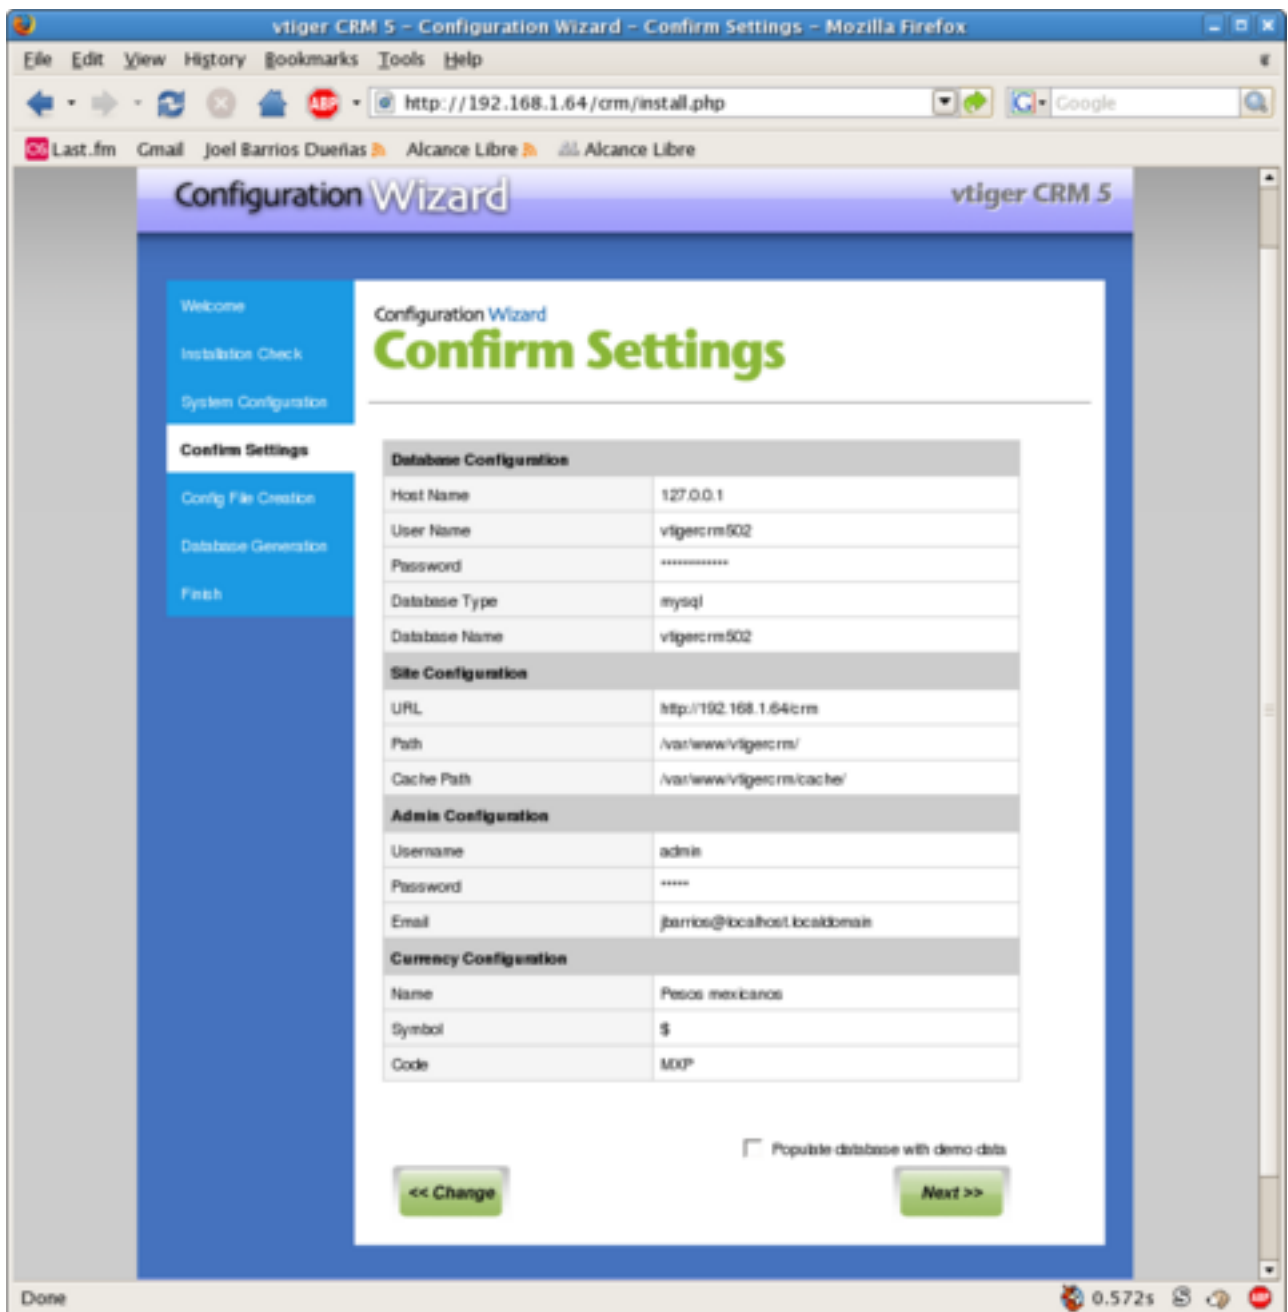 vtiger CRM 5 – Configuration Wizard – Confirm Settings – Mozilla Firefox
File Edit View History Bookmarks Tools Help
ABP http://192.168.1.64/crm/install.php G Google
Last.fm Gmail Joel Barrios Dueñas Alcance Libre Alcance Libre
Configuration Wizard vtiger CRM 5
Welcome
Installation Check
System Configuration
Confirm Settings
Config File Creation
Database Generation
Finish
Configuration Wizard
Confirm Settings
Database Configuration
Host Name 127.0.0.1
User Name vtigercrm502
Password *************
Database Type mysql
Database Name vtigercrm502
Site Configuration
URL http://192.168.1.64/crm
Path /var/www/vtigercrm/
Cache Path /var/www/vtigercrm/cache/
Admin Configuration
Username admin
Password *****
Email jbarrios@localhost.localdomain
Currency Configuration
Name Pesos mexicanos
Symbol $
Code MXP
Populate database with demo data
<< Change Next >>
Done 0.572s ABP